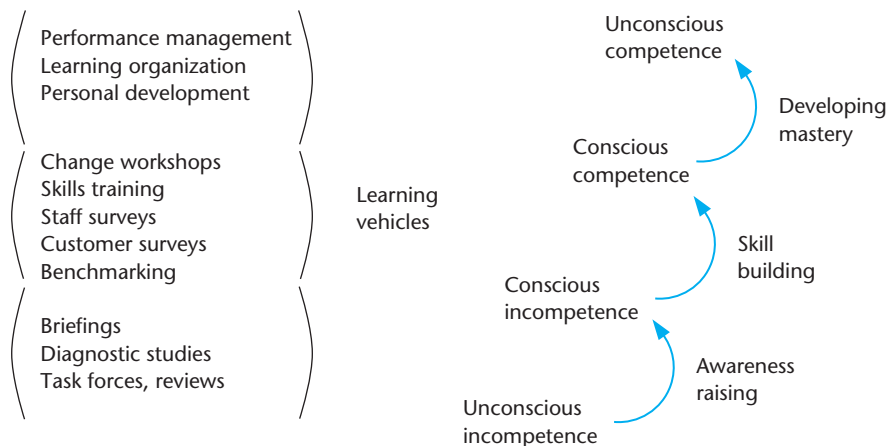 Performance management
Learning organization
Personal development
Change workshops
Skills training
Staff surveys
Customer surveys
Benchmarking
Briefings
Diagnostic studies
Task forces, reviews
Learning
vehicles
Unconscious
competence
Developing
mastery
Conscious
competence
Skill
building
Conscious
incompetence
Awareness
raising
Unconscious
incompetence